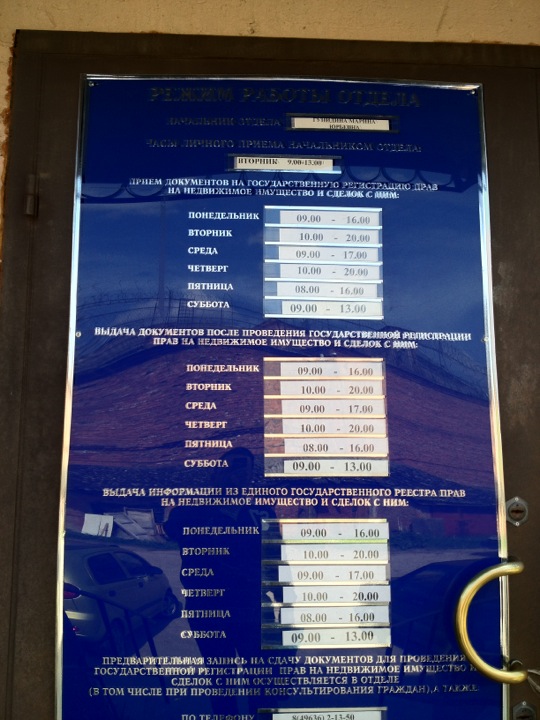 РЕЖИМ РАБОТЫ ОТДЕЛА
НАЧАЛЬНИК ОТДЕЛА МАРИНА
ЮРЬЕВНА
ЧАСЫ ЛИЧНОГО ПРИЕМА НАЧАЛЬНИКОМ ОТДЕЛА:
ВТОРНИК 9.00-13.00
ПРИЕМ ДОКУМЕНТОВ НА ГОСУДАРСТВЕННУЮ РЕГИСТРАЦИЮ ПРАВ
НА НЕДВИЖИМОЕ ИМУЩЕСТВО И СДЕЛОК С НИМ:
ПОНЕДЕЛЬНИК 09.00 - 16.00
ВТОРНИК 10.00 - 20.00
СРЕДА 09.00 - 17.00
ЧЕТВЕРГ 10.00 - 20.00
ПЯТНИЦА 08.00 - 16.00
СУББОТА 09.00 - 13.00
ВЫДАЧА ДОКУМЕНТОВ ПОСЛЕ ПРОВЕДЕНИЯ ГОСУДАРСТВЕННОЙ РЕГИСТРАЦИИ
ПРАВ НА НЕДВИЖИМОЕ ИМУЩЕСТВО И СДЕЛОК С НИМ:
ПОНЕДЕЛЬНИК 09.00 - 16.00
ВТОРНИК 10.00 - 20.00
СРЕДА 09.00 - 17.00
ЧЕТВЕРГ 10.00 - 20.00
ПЯТНИЦА 08.00 - 16.00
СУББОТА 09.00 - 13.00
ВЫДАЧА ИНФОРМАЦИИ ИЗ ЕДИНОГО ГОСУДАРСТВЕННОГО РЕЕСТРА ПРАВ
НА НЕДВИЖИМОЕ ИМУЩЕСТВО И СДЕЛОК С НИМ:
ПОНЕДЕЛЬНИК 09.00 - 16.00
ВТОРНИК 10.00 - 20.00
СРЕДА 09.00 - 17.00
ЧЕТВЕРГ 10.00 - 20.00
ПЯТНИЦА 08.00 - 16.00
СУББОТА 09.00 - 13.00
ПРЕДВАРИТЕЛЬНАЯ ЗАПИСЬ НА СДАЧУ ДОКУМЕНТОВ ДЛЯ ПРОВЕДЕНИЯ
ГОСУДАРСТВЕННОЙ РЕГИСТРАЦИИ ПРАВ НА НЕДВИЖИМОЕ ИМУЩЕСТВО И
СДЕЛОК С НИМ ОСУЩЕСТВЛЯЕТСЯ В ОТДЕЛЕ
(В ТОМ ЧИСЛЕ ПРИ ПРОВЕДЕНИИ КОНСУЛЬТИРОВАНИЯ ГРАЖДАН),А ТАКЖЕ
ПО ТЕЛЕФОНУ 8(49636) 2-13-50